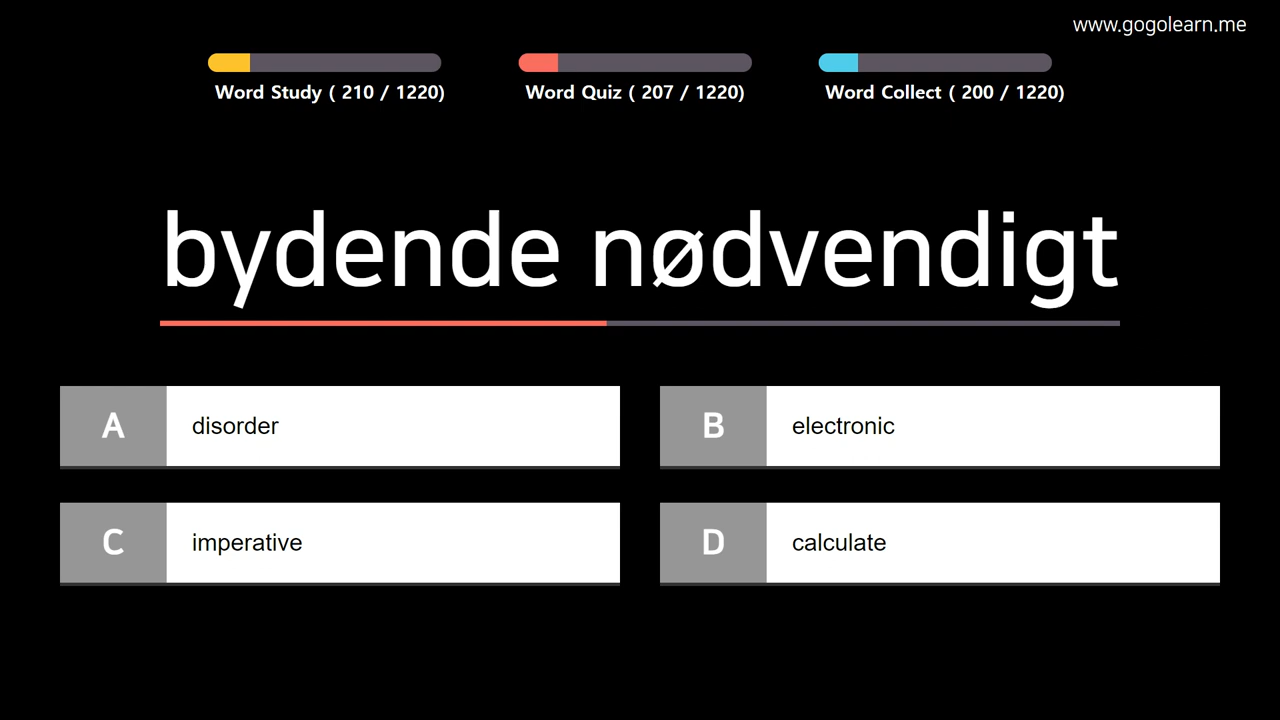 www.gogolearn.me
Word Study ( 210 / 1220)
Word Quiz ( 207 / 1220)
Word Collect ( 200 / 1220)
bydende nødvendigt
A disorder
B electronic
C imperative
D calculate